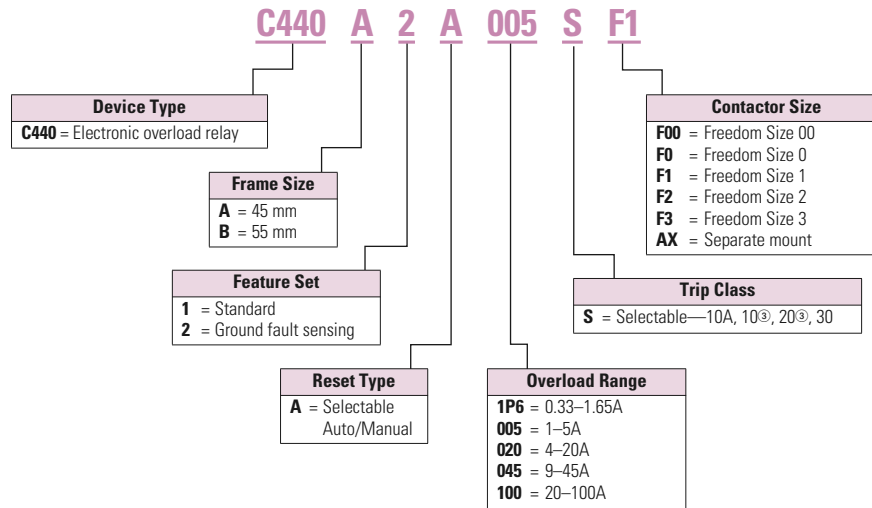 C440 A 2 A 005 S F1
Device Type
C440 = Electronic overload relay
Frame Size
A = 45 mm
B = 55 mm
Feature Set
1 = Standard
2 = Ground fault sensing
Reset Type
A = Selectable
Auto/Manual
Overload Range
1P6 = 0.33–1.65A
005 = 1–5A
020 = 4–20A
045 = 9–45A
100 = 20–100A
Trip Class
S = Selectable—10A, 10③, 20③, 30
Contactor Size
F00 = Freedom Size 00
F0 = Freedom Size 0
F1 = Freedom Size 1
F2 = Freedom Size 2
F3 = Freedom Size 3
AX = Separate mount